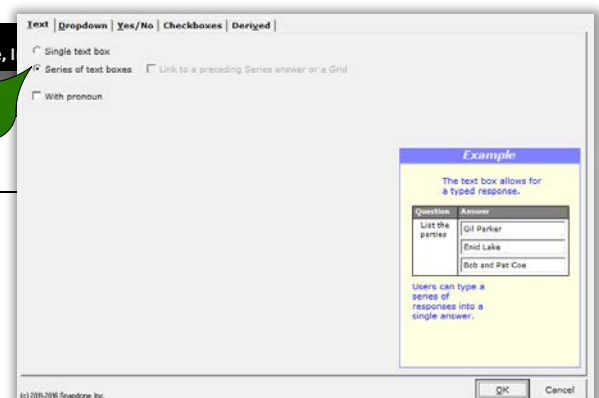 Text Dropdown Yes/No Checkboxes Derived
e, I
Single text box
Series of text boxes Link to a preceding Series answer or a Grid
With pronoun
Example
The text box allows for
a typed response.
Question Answer
List the
parties
Gil Parker
Enid Lake
Bob and Pat Coe
Users can type a
series of
responses into a
single answer.
OK Cancel
(c) 2011-2016 Snapdone, Inc.